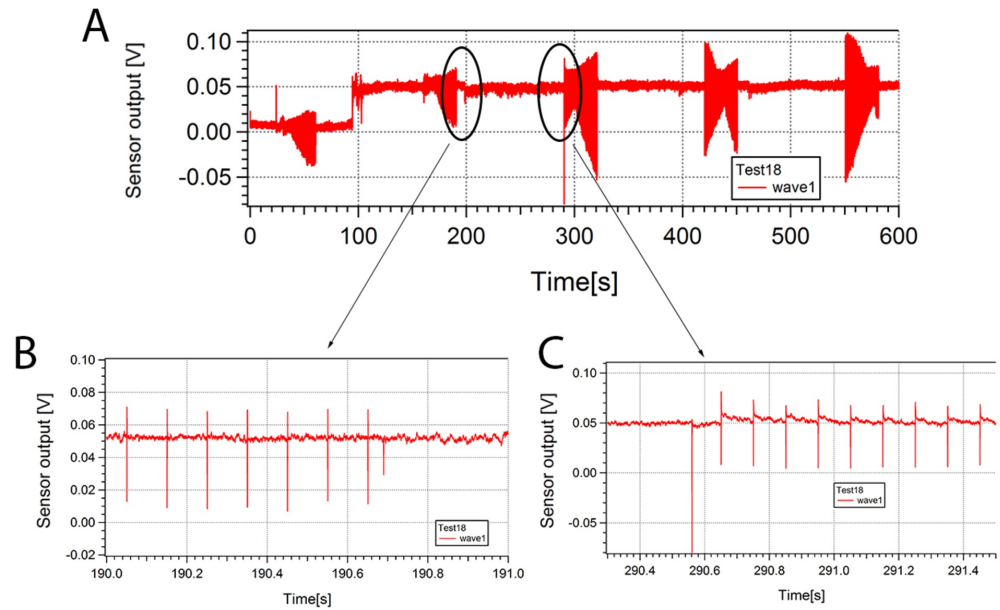 A
Sensor output [V]
0.10
0.05
0.00
-0.05
Test18
wave1
0
100
200
300
400
500
600
Time[s]
B
Sensor output [V]
0.10
0.08
0.06
0.04
0.02
0.00
-0.02
Test18
wave1
190.0
190.2
190.4
190.6
190.8
191.0
Time[s]
C
Sensor output [V]
0.10
0.05
0.00
-0.05
Test18
wave1
290.4
290.6
290.8
291.0
291.2
291.4
Time[s]